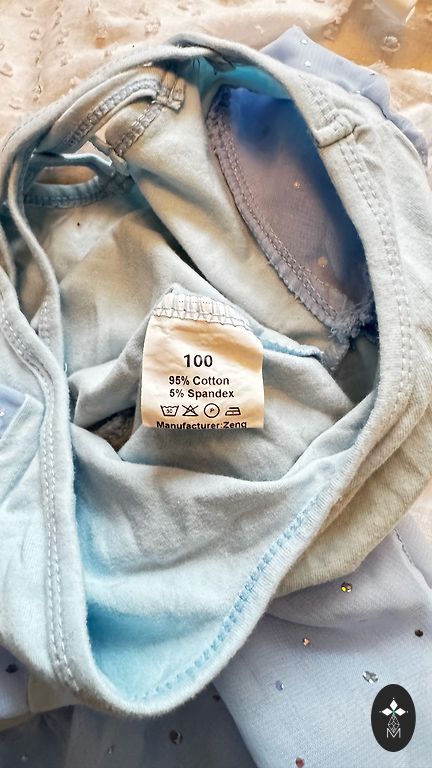 100
95% Cotton
5% Spandex
Manufacturer:Zeng